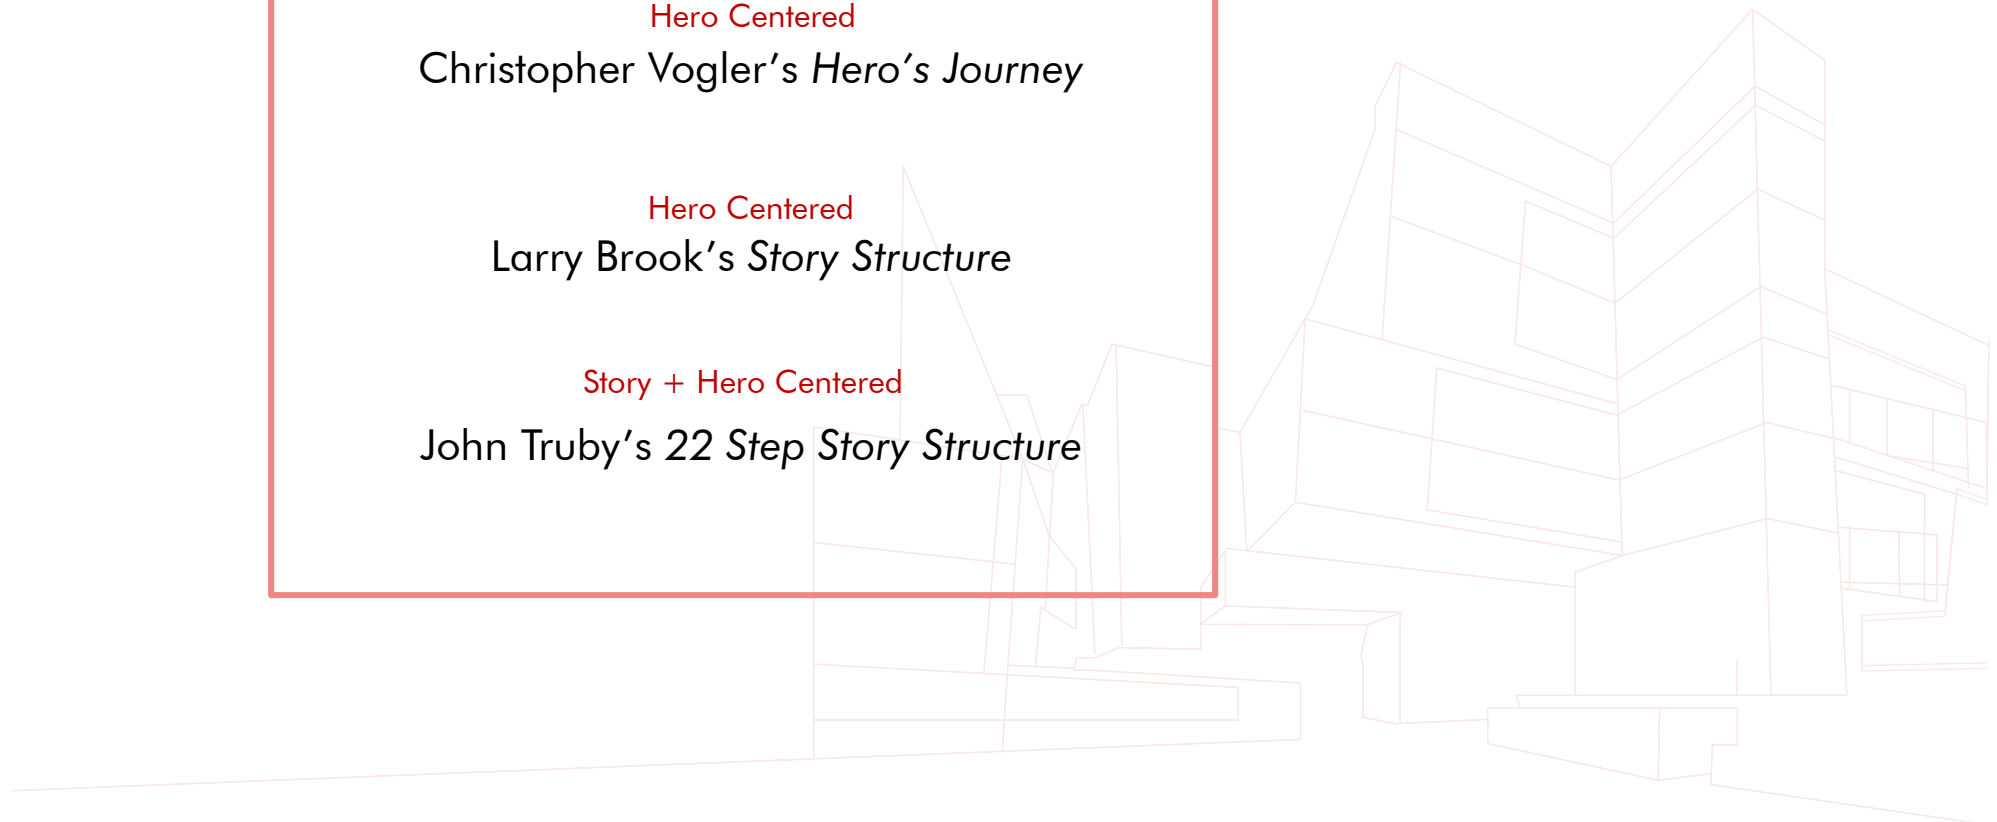 Hero Centered
Christopher Vogler’s Hero’s Journey
Hero Centered
Larry Brook’s Story Structure
Story + Hero Centered
John Truby’s 22 Step Story Structure